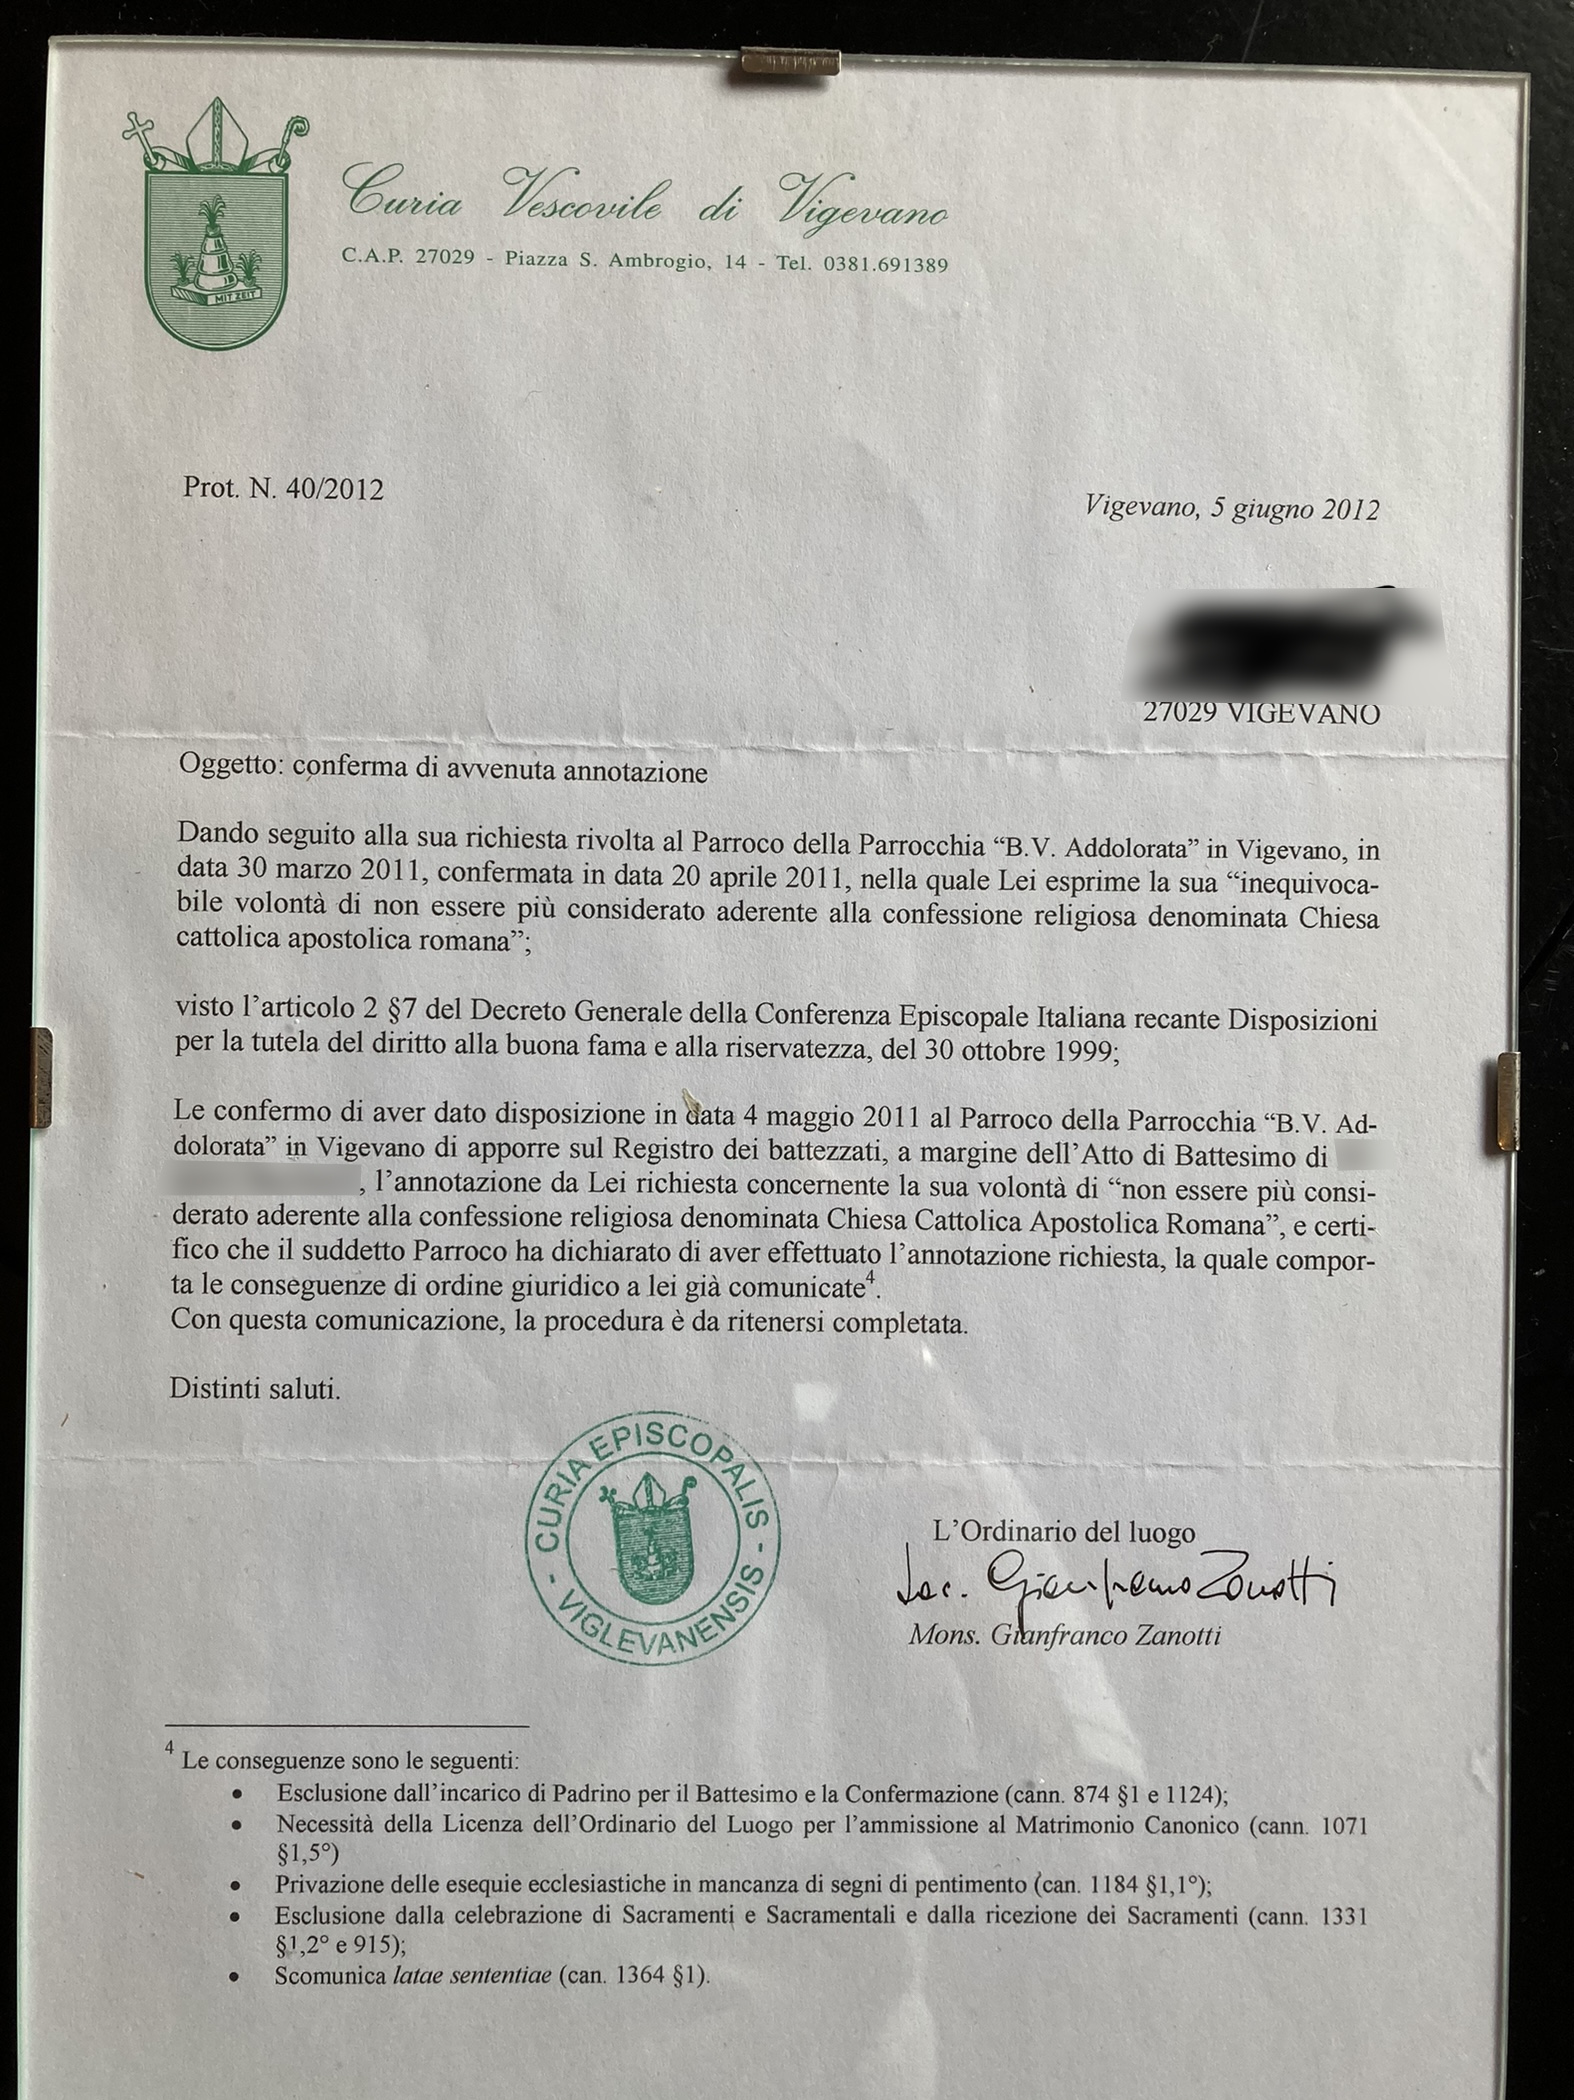 Curia Vescovile di Vigevano
C.A.P. 27029 - Piazza S. Ambrogio, 14 - Tel. 0381.691389
MIT ZEIT
Prot. N. 40/2012
Vigevano, 5 giugno 2012
27029 VIGEVANO
Oggetto: conferma di avvenuta annotazione
Dando seguito alla sua richiesta rivolta al Parroco della Parrocchia “B.V. Addolorata” in Vigevano, in
data 30 marzo 2011, confermata in data 20 aprile 2011, nella quale Lei esprime la sua “inequivoca-
bile volontà di non essere più considerato aderente alla confessione religiosa denominata Chiesa
cattolica apostolica romana”;
visto l’articolo 2 §7 del Decreto Generale della Conferenza Episcopale Italiana recante Disposizioni
per la tutela del diritto alla buona fama e alla riservatezza, del 30 ottobre 1999;
Le confermo di aver dato disposizione in data 4 maggio 2011 al Parroco della Parrocchia “B.V. Ad-
dolorata” in Vigevano di apporre sul Registro dei battezzati, a margine dell’Atto di Battesimo di
, l’annotazione da Lei richiesta concernente la sua volontà di “non essere più consi-
derato aderente alla confessione religiosa denominata Chiesa Cattolica Apostolica Romana”, e certi-
fico che il suddetto Parroco ha dichiarato di aver effettuato l’annotazione richiesta, la quale compor-
ta le conseguenze di ordine giuridico a lei già comunicate4.
Con questa comunicazione, la procedura è da ritenersi completata.
Distinti saluti.
CURIA EPISCOPALIS - VIGLEVANENSIS -
L’Ordinario del luogo
Sac. Gianfranco Zanotti
Mons. Gianfranco Zanotti
4 Le conseguenze sono le seguenti:
• Esclusione dall’incarico di Padrino per il Battesimo e la Confermazione (cann. 874 §1 e 1124);
• Necessità della Licenza dell’Ordinario del Luogo per l’ammissione al Matrimonio Canonico (cann. 1071
§1,5°)
• Privazione delle esequie ecclesiastiche in mancanza di segni di pentimento (can. 1184 §1,1°);
• Esclusione dalla celebrazione di Sacramenti e Sacramentali e dalla ricezione dei Sacramenti (cann. 1331
§1,2° e 915);
• Scomunica latae sententiae (can. 1364 §1).